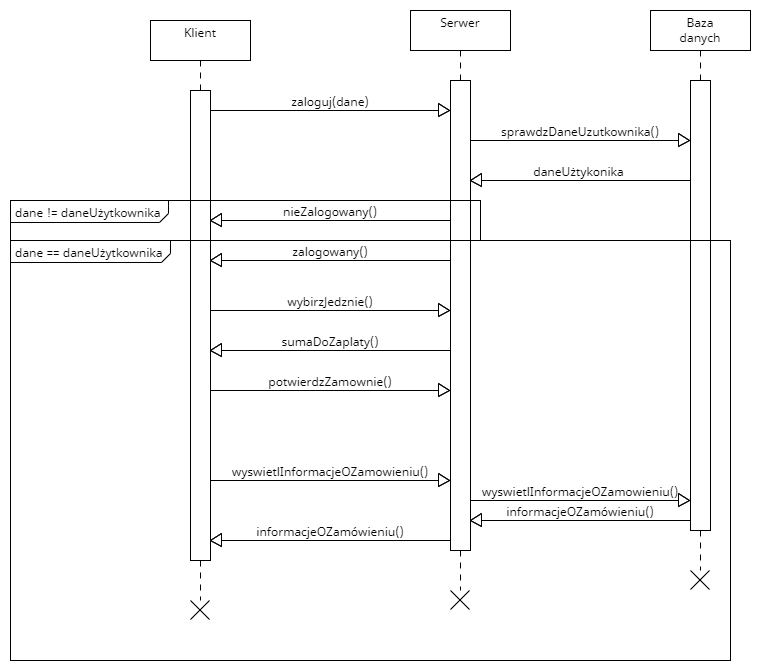 Klient
Serwer
Baza
danych
zaloguj(dane)
sprawdzDaneUzutkownika()
daneUżtykonika
dane != daneUżytkownika
nieZalogowany()
dane == daneUżytkownika
zalogowany()
wybirzJedznie()
sumaDoZaplaty()
potwierdzZamownie()
wyswietlInformacjeOZamowieniu()
wyswietlInformacjeOZamowieniu()
informacjeOZamówieniu()
informacjeOZamówieniu()